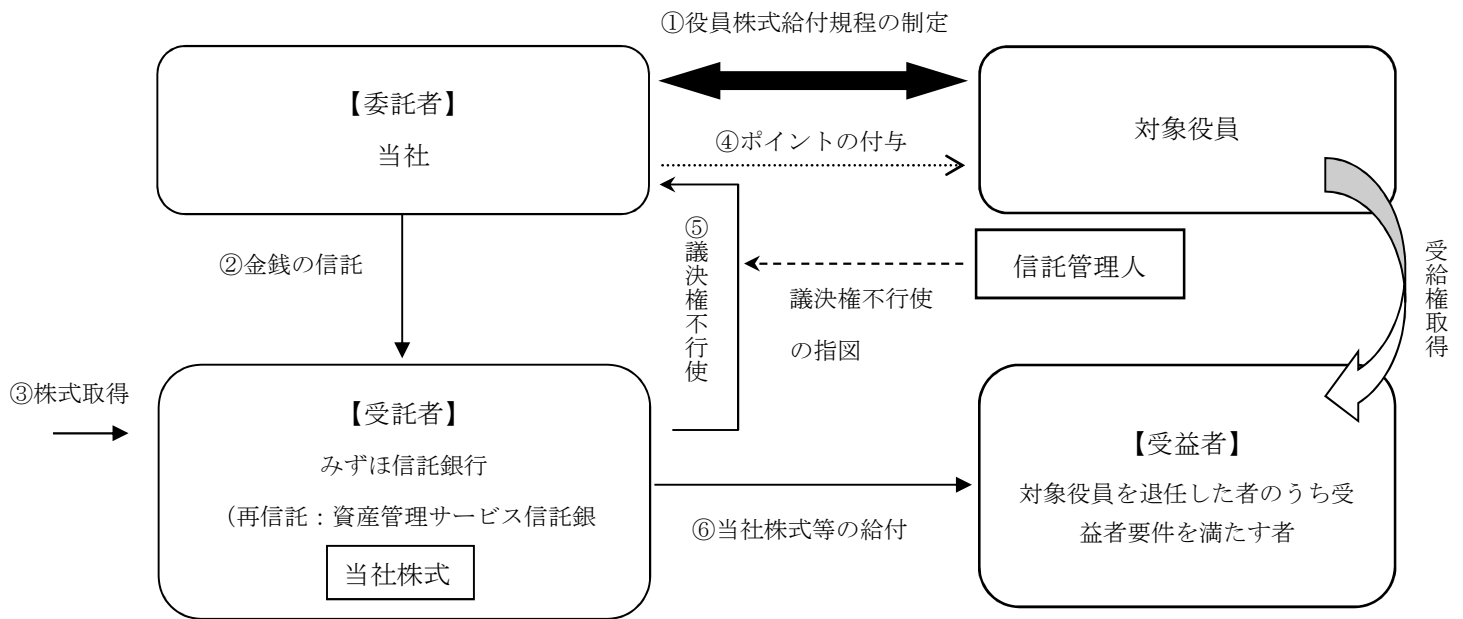 ①役員株式給付規程の制定
【委託者】
当社
④ポイントの付与
対象役員
②金銭の信託
⑤議決権不行使
議決権不行使
の指図
信託管理人
受給権取得
③株式取得
【受託者】
みずほ信託銀行
（再信託：資産管理サービス信託銀
当社株式
⑥当社株式等の給付
【受益者】
対象役員を退任した者のうち受
益者要件を満たす者